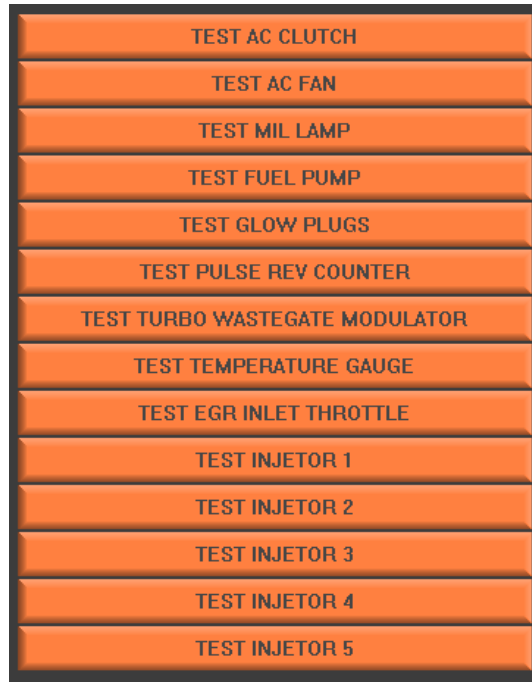 TEST AC CLUTCH
TEST AC FAN
TEST MIL LAMP
TEST FUEL PUMP
TEST GLOW PLUGS
TEST PULSE REV COUNTER
TEST TURBO WASTEGATE MODULATOR
TEST TEMPERATURE GAUGE
TEST EGR INLET THROTTLE
TEST INJETOR 1
TEST INJETOR 2
TEST INJETOR 3
TEST INJETOR 4
TEST INJETOR 5